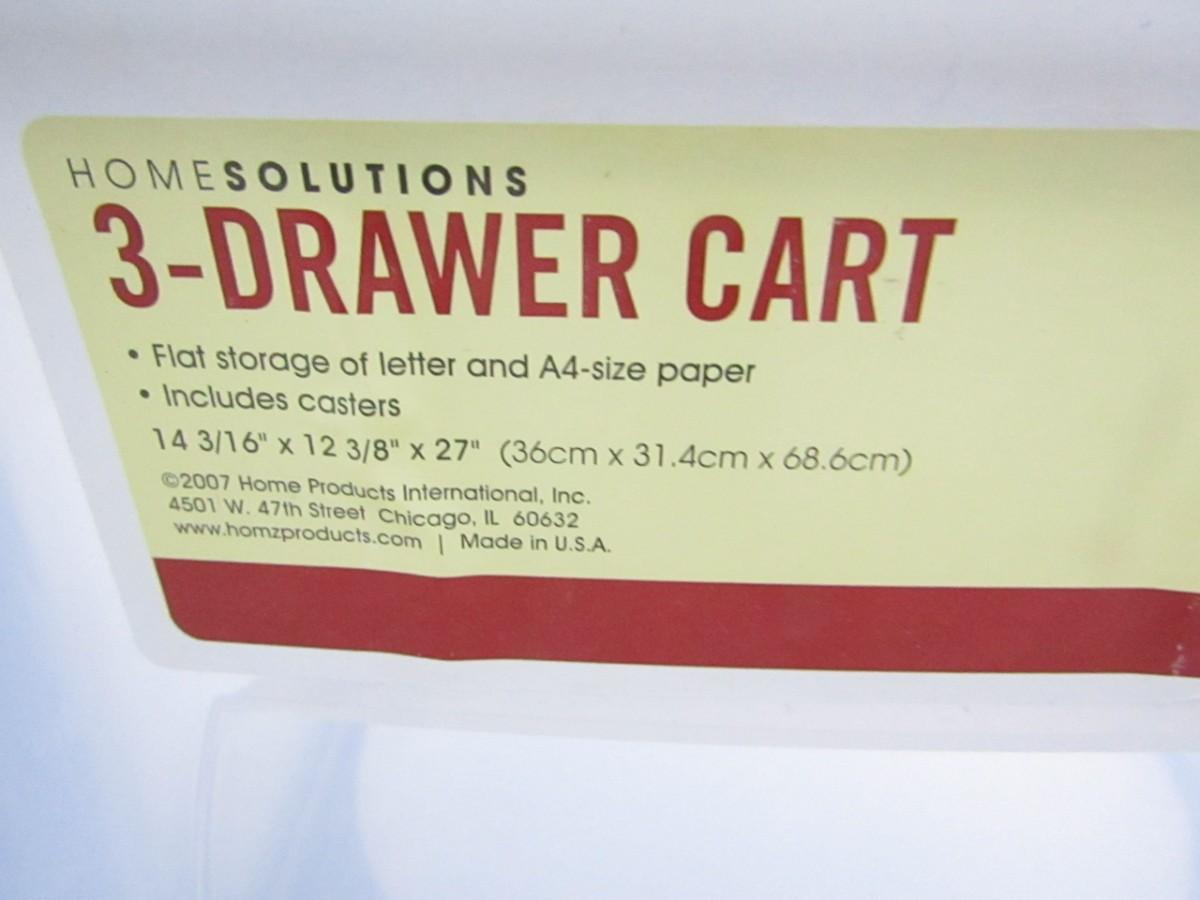 HOMESOLUTIONS
3-DRAWER CART
• Flat storage of letter and A4-size paper
• Includes casters
14 3/16" x 12 3/8" x 27" (36cm x 31.4cm x 68.6cm)
©2007 Home Products International, Inc.
4501 W. 47th Street Chicago, IL 60632
www.homzproducts.com | Made in U.S.A.